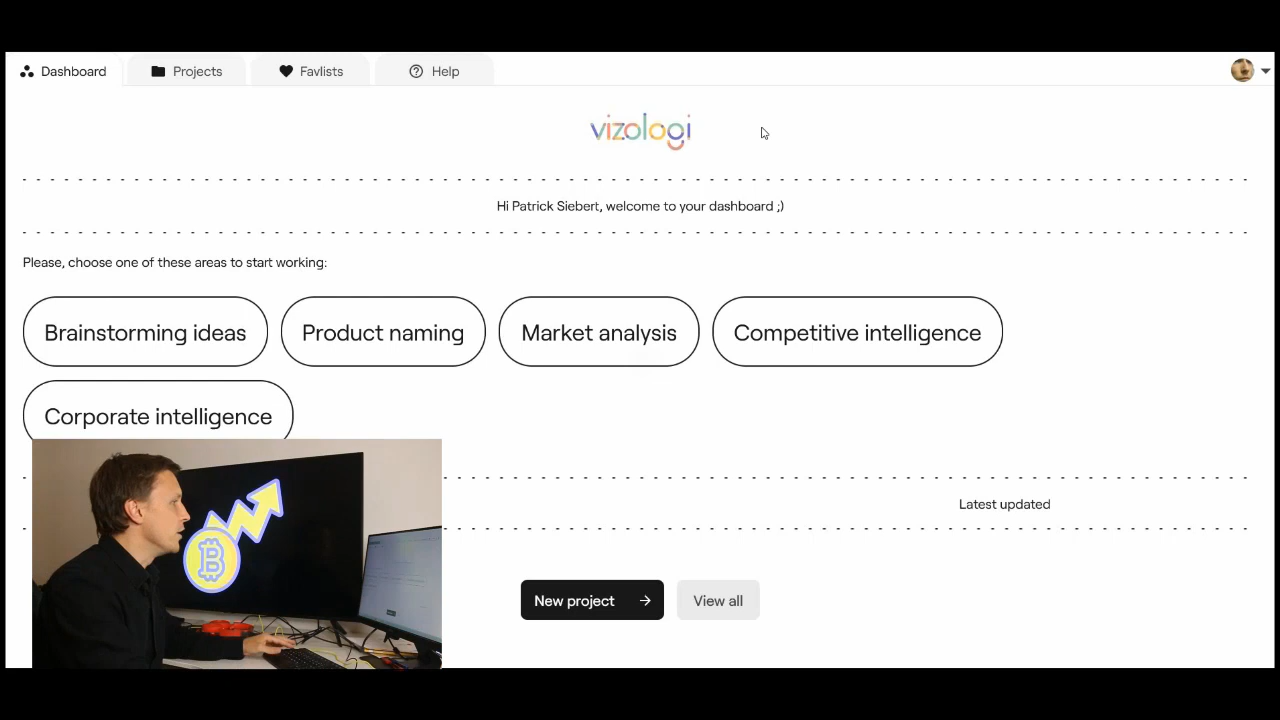 Dashboard
Projects
Favlists
Help
vizologi
Hi Patrick Siebert, welcome to your dashboard ;)
Please, choose one of these areas to start working:
Brainstorming ideas
Product naming
Market analysis
Competitive intelligence
Corporate intelligence
Latest updated
New project
View all